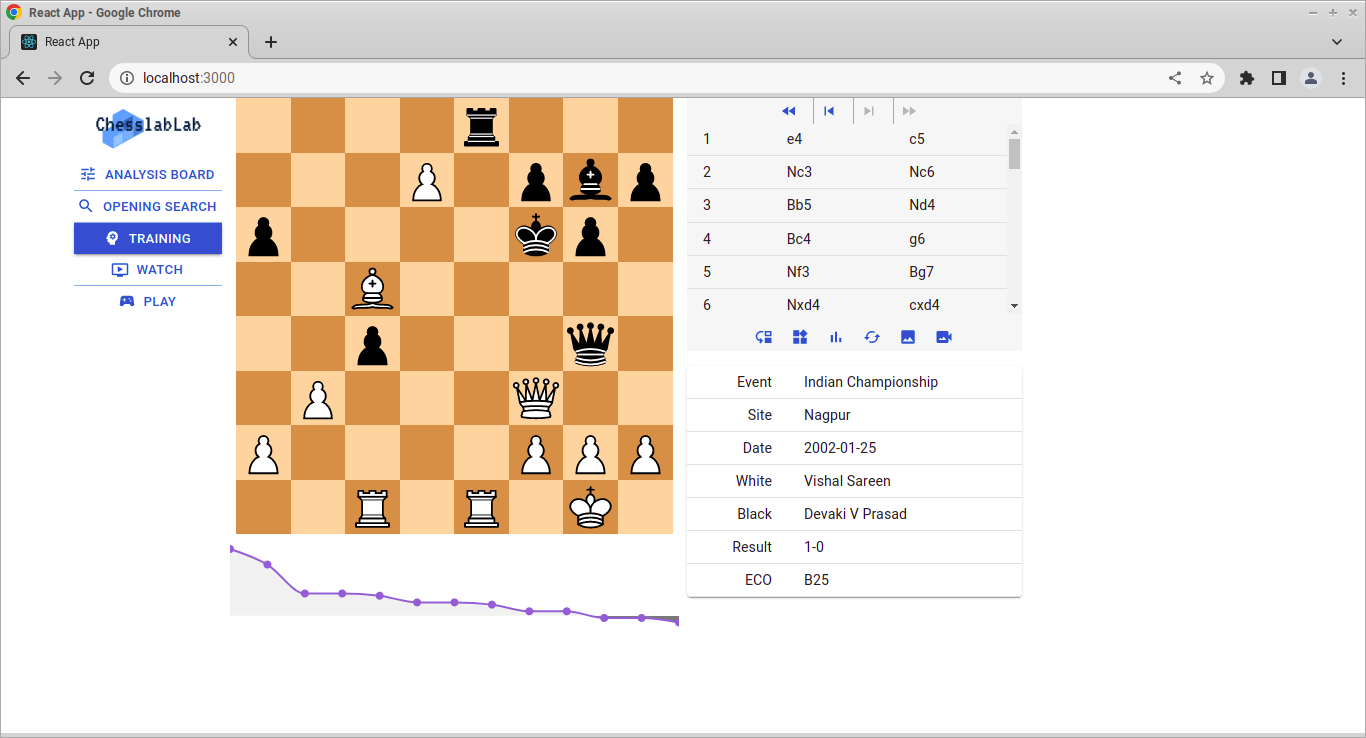 React App - Google Chrome
React App
localhost:3000
ChesslabLab
ANALYSIS BOARD
OPENING SEARCH
TRAINING
WATCH
PLAY
1 e4 c5
2 Nc3 Nc6
3 Bb5 Nd4
4 Bc4 g6
5 Nf3 Bg7
6 Nxd4 cxd4
Event Indian Championship
Site Nagpur
Date 2002-01-25
White Vishal Sareen
Black Devaki V Prasad
Result 1-0
ECO B25